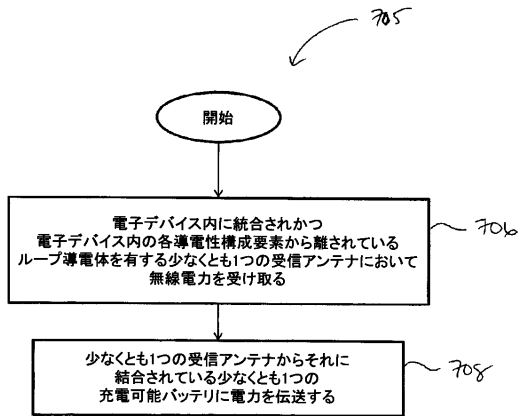 705
開始
電子デバイス内に統合されかつ
電子デバイス内の各導電性構成要素から離されている
ループ導電体を有する少なくとも1つの受信アンテナにおいて
無線電力を受け取る
706
少なくとも1つの受信アンテナからそれに
結合されている少なくとも1つの
充電可能バッテリに電力を伝送する
708